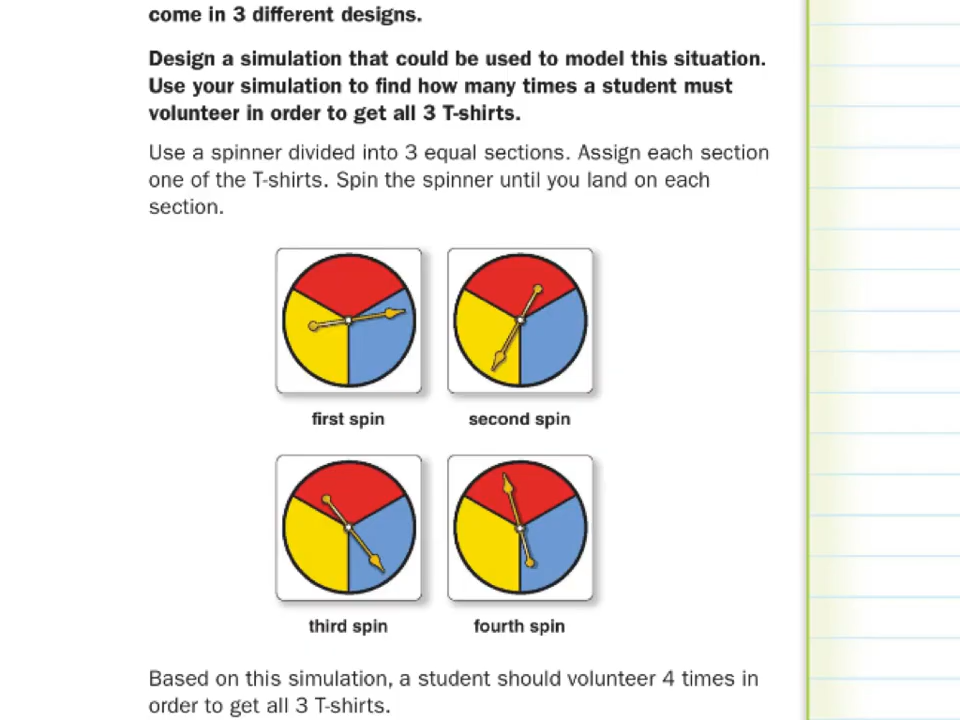 come in 3 different designs.
Design a simulation that could be used to model this situation.
Use your simulation to find how many times a student must
volunteer in order to get all 3 T-shirts.
Use a spinner divided into 3 equal sections. Assign each section
one of the T-shirts. Spin the spinner until you land on each
section.
first spin
second spin
third spin
fourth spin
Based on this simulation, a student should volunteer 4 times in
order to get all 3 T-shirts.